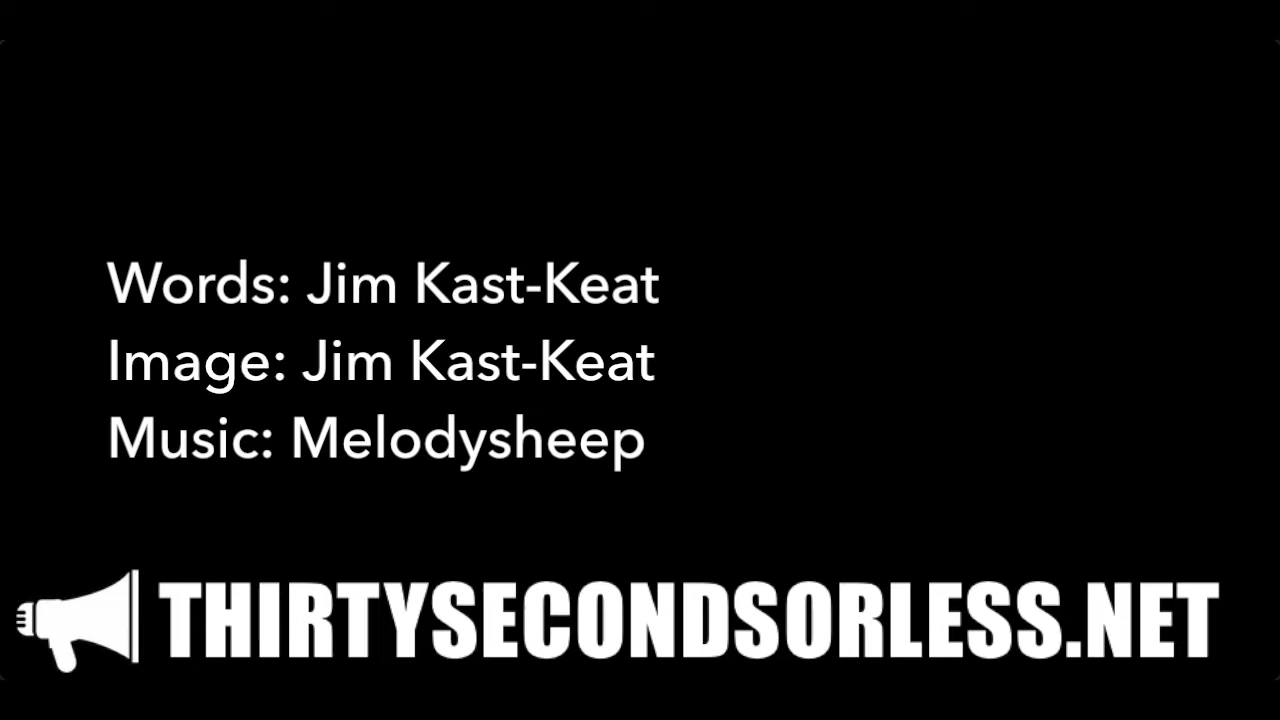 Words: Jim Kast-Keat
Image: Jim Kast-Keat
Music: Melodysheep
THIRTYSECONDSORLESS.NET